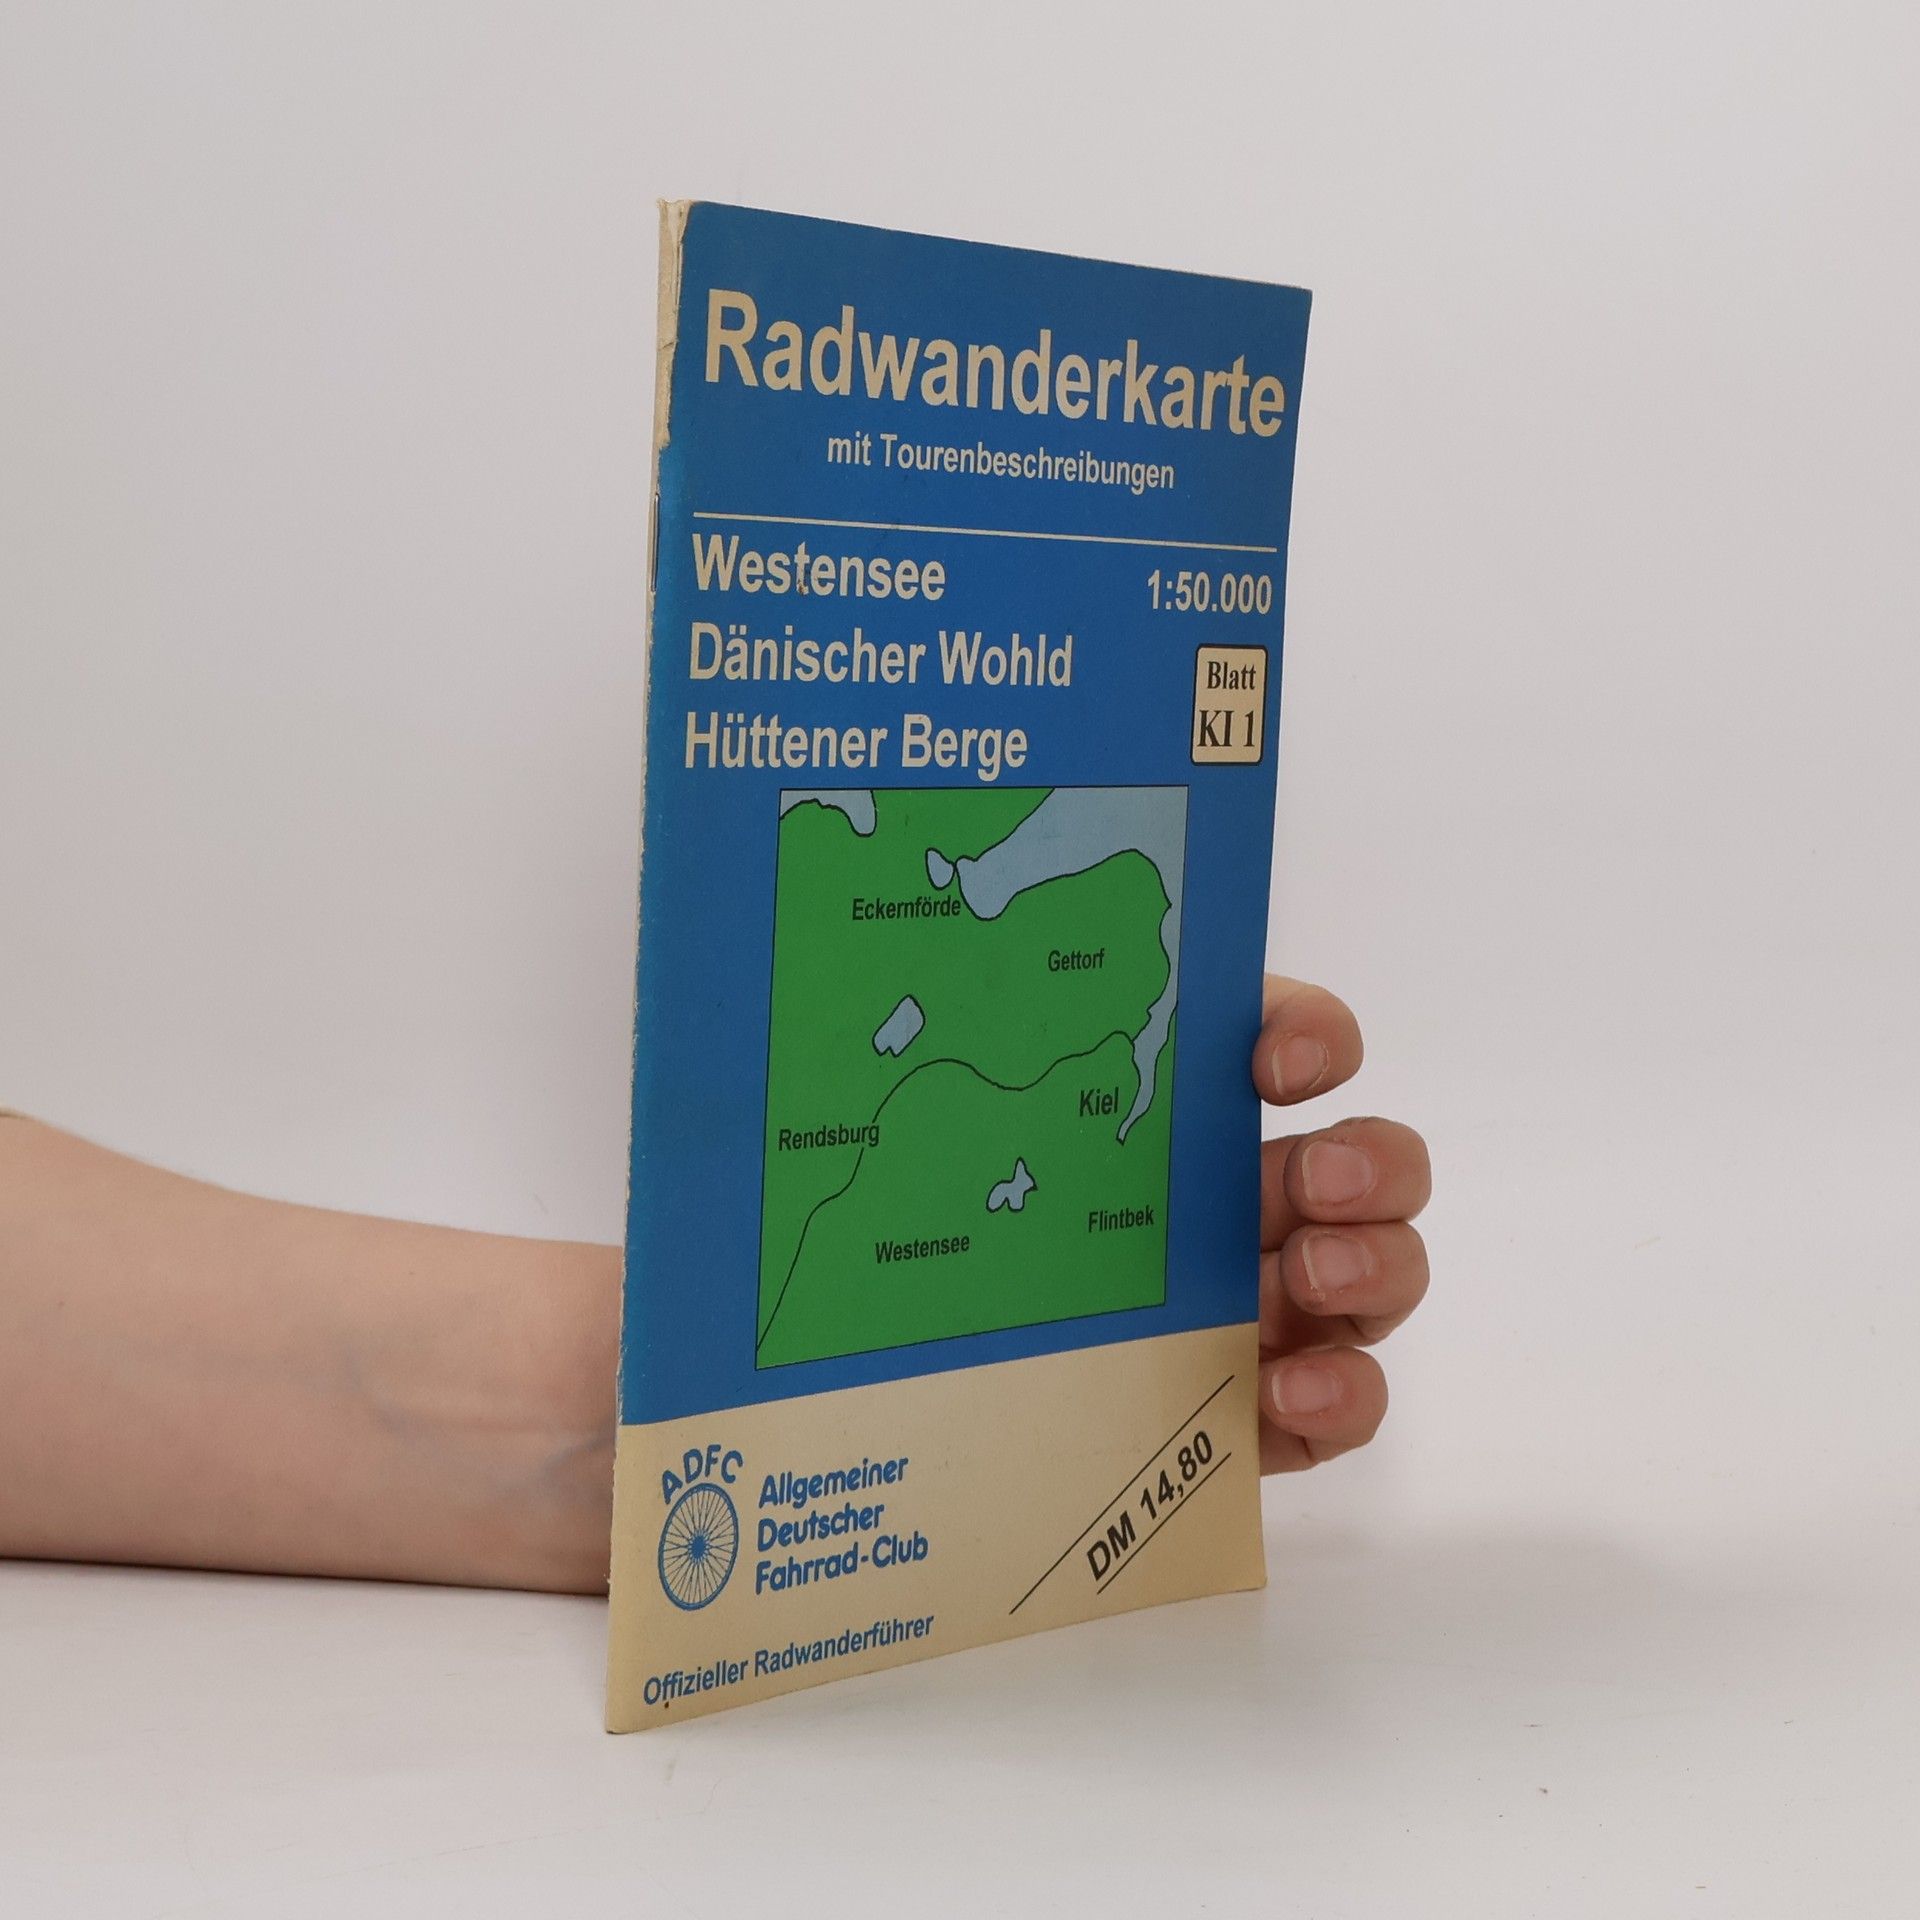 Radwanderkarte
mit Tourenbeschreibungen
Westensee
1:50.000
Dänischer Wohld
Hüttener Berge
Blatt
KI 1
Eckernförde
Gettorf
Kiel
Rendsburg
Flintbek
Westensee
ADFC
Allgemeiner
Deutscher
Fahrrad-Club
DM 14,80
Offizieller Radwanderführer